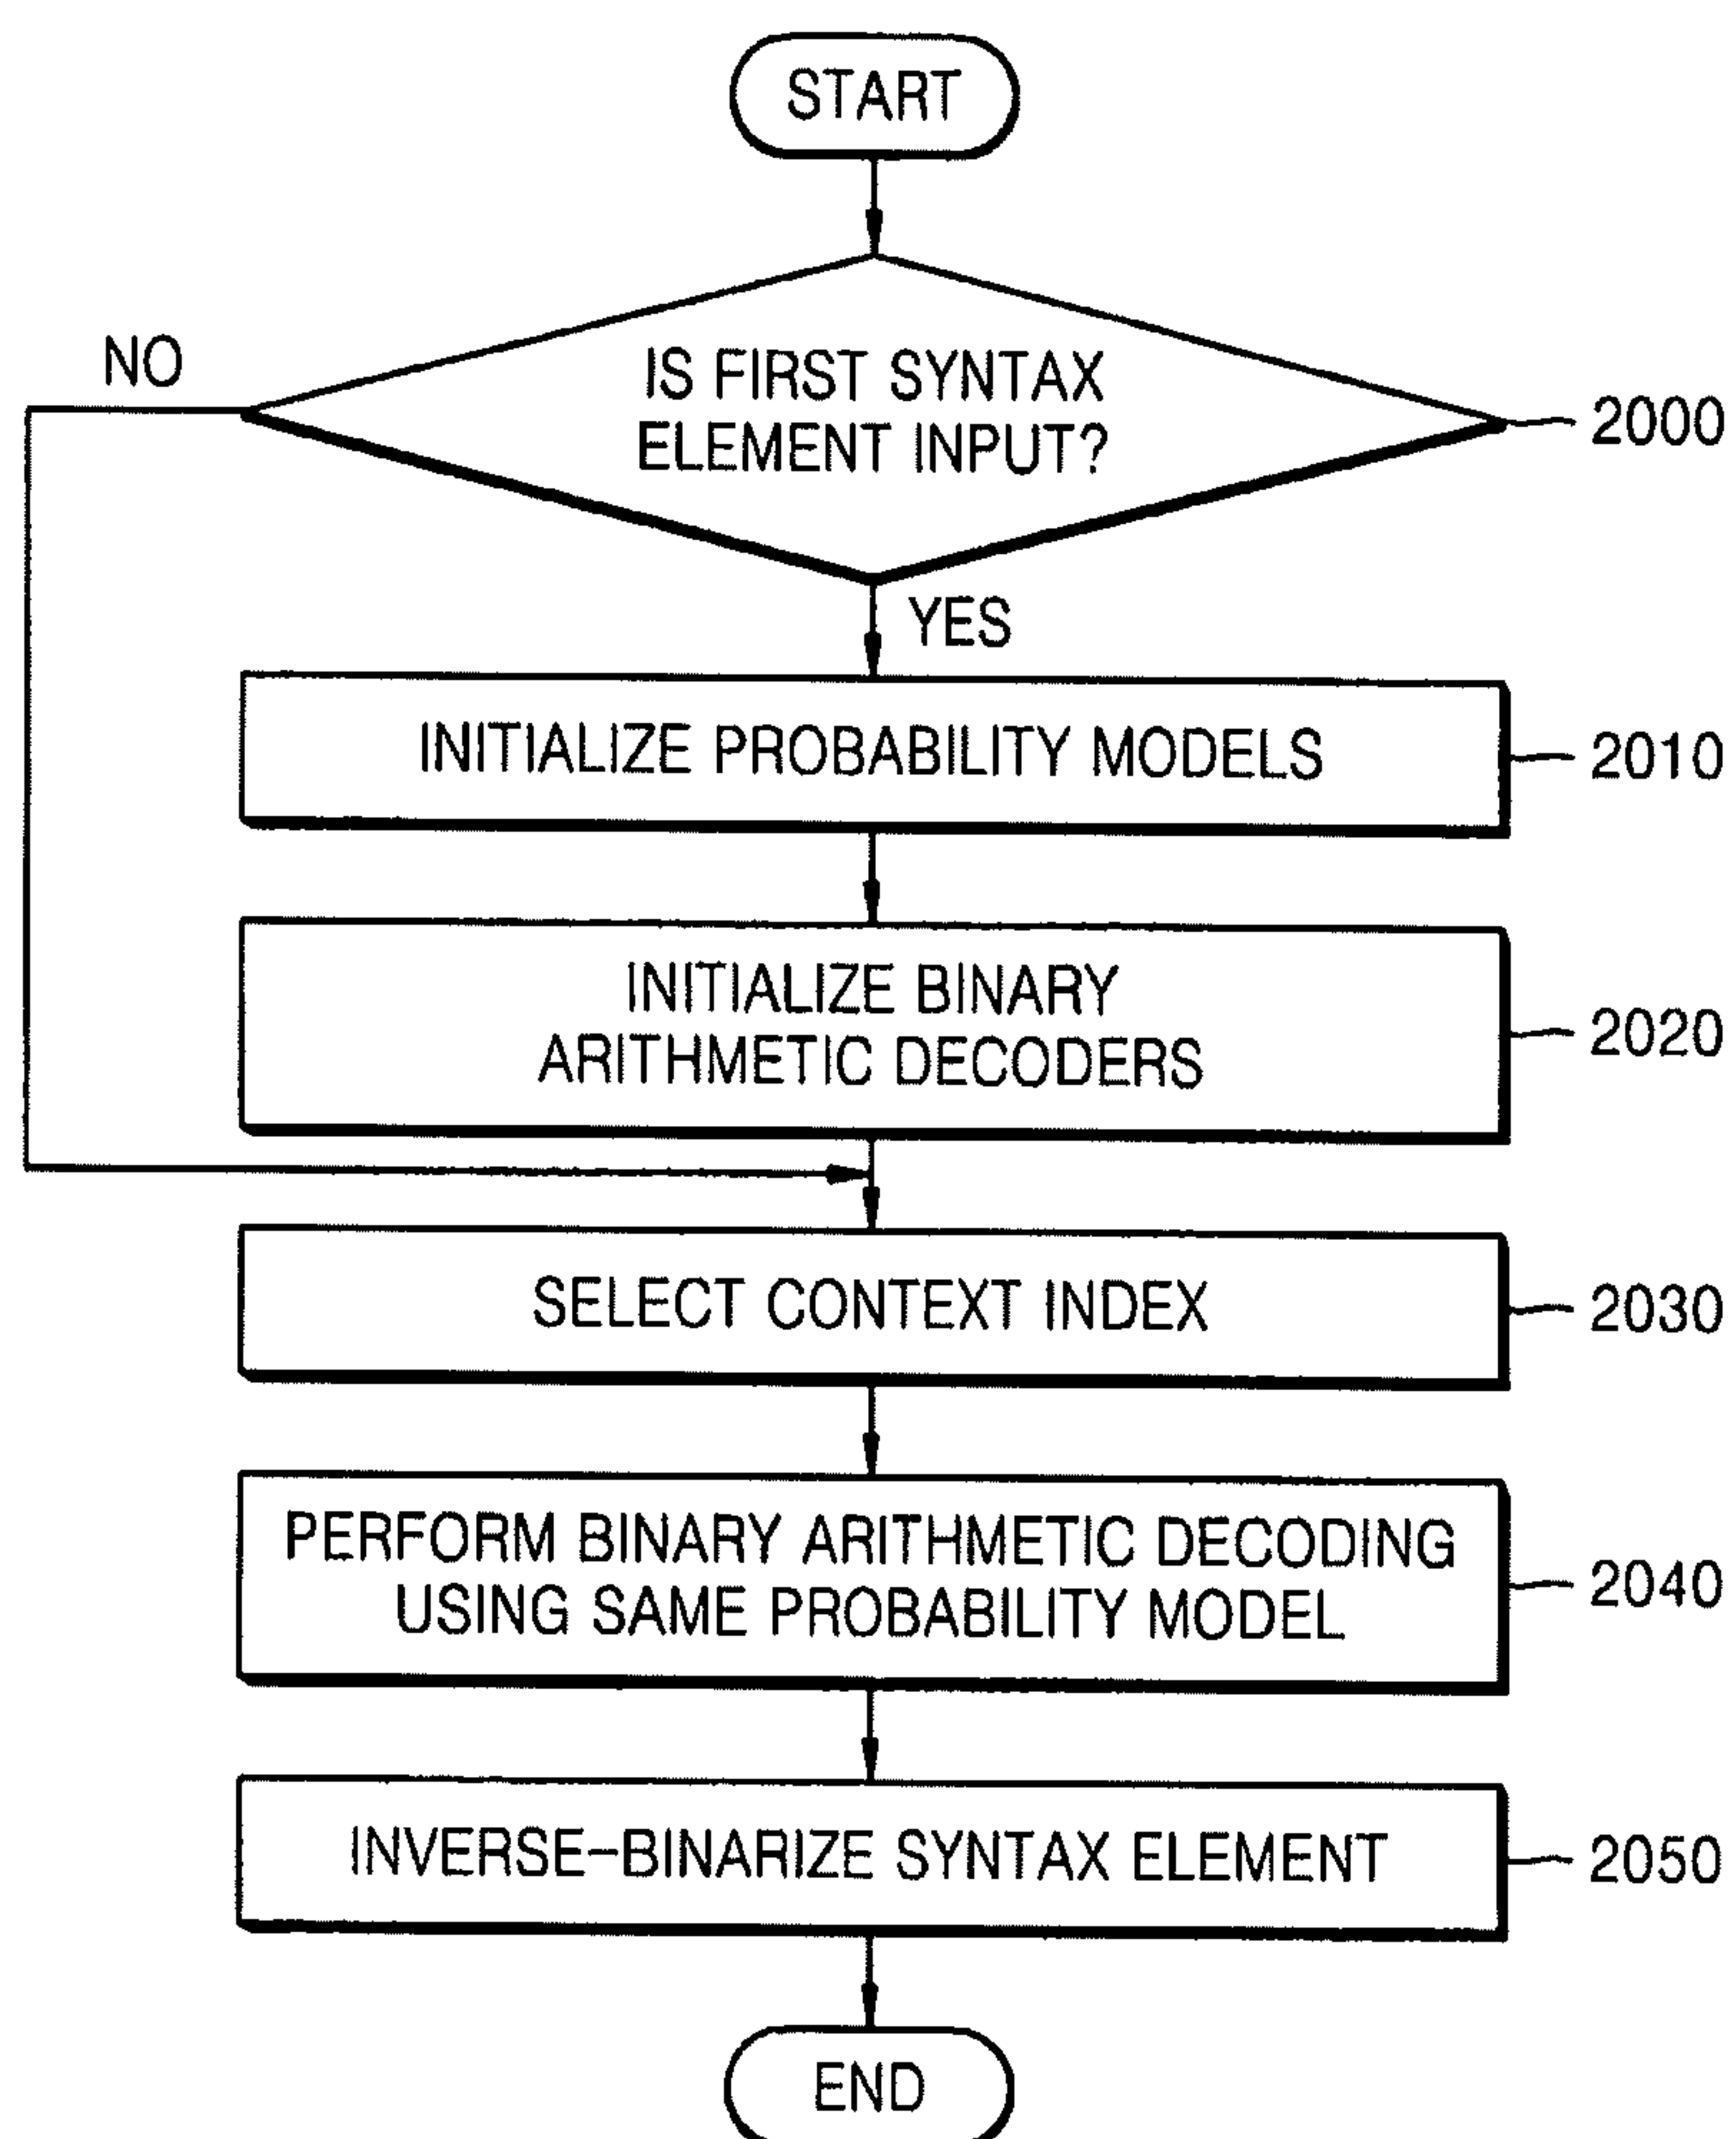 START
NO
IS FIRST SYNTAX
ELEMENT INPUT?
2000
YES
INITIALIZE PROBABILITY MODELS
2010
INITIALIZE BINARY
ARITHMETIC DECODERS
2020
SELECT CONTEXT INDEX
2030
PERFORM BINARY ARITHMETIC DECODING
USING SAME PROBABILITY MODEL
2040
INVERSE-BINARIZE SYNTAX ELEMENT
2050
END